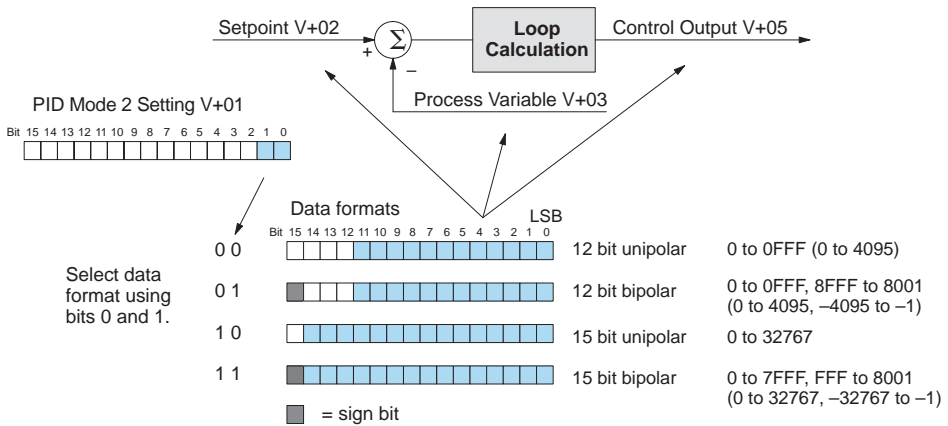 Setpoint V+02
+
Σ
–
Loop
Calculation
Control Output V+05
Process Variable V+03
PID Mode 2 Setting V+01
Bit 15 14 13 12 11 10 9 8 7 6 5 4 3 2 1 0
Select data
format using
bits 0 and 1.
Data formats
LSB
Bit 15 14 13 12 11 10 9 8 7 6 5 4 3 2 1 0
0 0
12 bit unipolar
0 to 0FFF (0 to 4095)
0 1
12 bit bipolar
0 to 0FFF, 8FFF to 8001
(0 to 4095, –4095 to –1)
1 0
15 bit unipolar
0 to 32767
1 1
15 bit bipolar
0 to 7FFF, FFF to 8001
(0 to 32767, –32767 to –1)
= sign bit